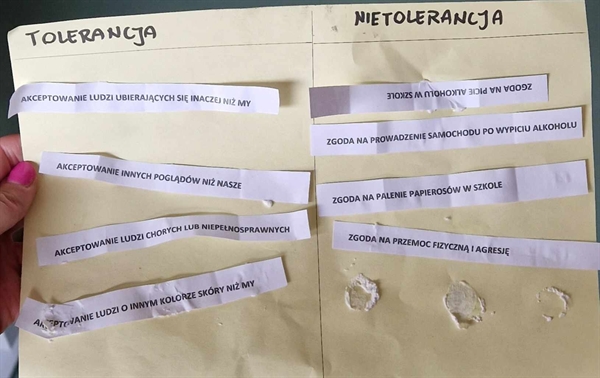 TOLERANCJA
AKCEPTOWANIE LUDZI UBIERAJĄCYCH SIĘ INACZEJ NIŻ MY
AKCEPTOWANIE INNYCH POGLĄDÓW NIŻ NASZE
AKCEPTOWANIE LUDZI CHORYCH LUB NIEPEŁNOSPRAWNYCH
AKCEPTOWANIE LUDZI O INNYM KOLORZE SKÓRY NIŻ MY
NIETOLERANCJA
ZGODA NA PICIE ALKOHOLU W SZKOLE
ZGODA NA PROWADZENIE SAMOCHODU PO WYPICIU ALKOHOLU
ZGODA NA PALENIE PAPIEROSÓW W SZKOLE
ZGODA NA PRZEMOC FIZYCZNĄ I AGRESJĘ